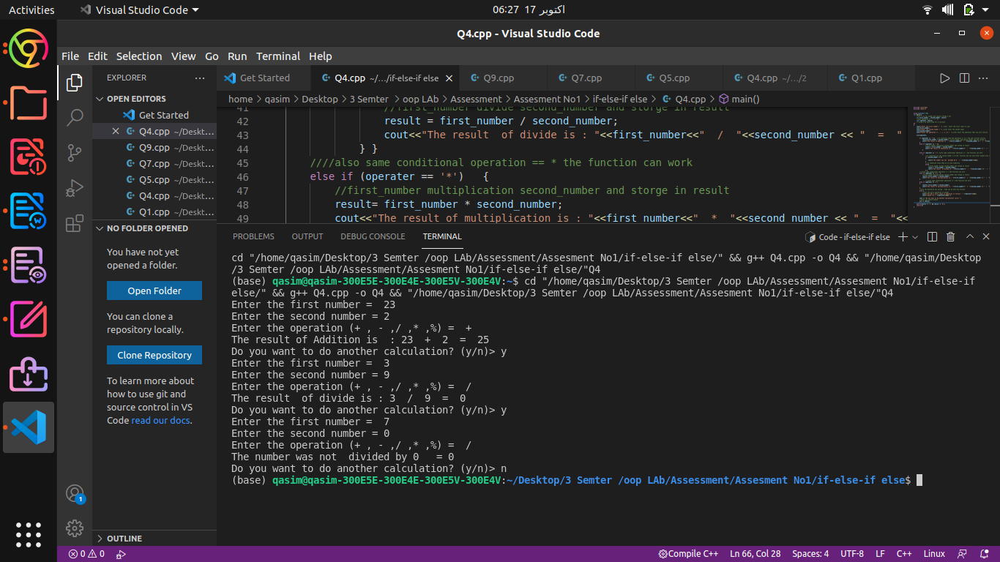 Activities
Visual Studio Code
06:27 17 اکتوبر
Q4.cpp - Visual Studio Code
File Edit Selection View Go Run Terminal Help
EXPLORER
OPEN EDITORS
Get Started
Q4.cpp ~/Deskt...
Q9.cpp ~/Deskt...
Q7.cpp ~/Deskt...
Q5.cpp ~/Deskt...
Q4.cpp ~/Deskt...
Q1.cpp ~/Deskt...
NO FOLDER OPENED
You have not yet
opened a folder.
Open Folder
You can clone a
repository locally.
Clone Repository
To learn more about
how to use git and
source control in VS
Code read our docs.
OUTLINE
Get Started Q4.cpp ~/.../if-else-if else Q9.cpp Q7.cpp Q5.cpp Q4.cpp ~/.../2 Q1.cpp
home > qasim > Desktop > 3 Semter > oop LAb > Assessment > Assesment No1 > if-else-if else > Q4.cpp > main()
41 //first_number divide second_number and storge in result
42 result = first_number / second_number;
43 cout<<"The result  of divide is : "<<first_number<<"  /  "<<second_number << "  =  "
44 } }
45 ////also same conditional operation == * the function can work
46 else if (operater == '*')   {
47 //first_number multiplication second_number and storge in result
48 result= first_number * second_number;
49 cout<<"The result of multiplication is : "<<first_number<<"  *  "<<second_number << "  =  "<<
PROBLEMS OUTPUT DEBUG CONSOLE TERMINAL
Code - if-else-if else
cd "/home/qasim/Desktop/3 Semter /oop LAb/Assessment/Assesment No1/if-else-if else/" && g++ Q4.cpp -o Q4 && "/home/qasim/Desktop
/3 Semter /oop LAb/Assessment/Assesment No1/if-else-if else/"Q4
(base) qasim@qasim-300E5E-300E4E-300E5V-300E4V:~$ cd "/home/qasim/Desktop/3 Semter /oop LAb/Assessment/Assesment No1/if-else-if
else/" && g++ Q4.cpp -o Q4 && "/home/qasim/Desktop/3 Semter /oop LAb/Assessment/Assesment No1/if-else-if else/"Q4
Enter the first number =  23
Enter the second number = 2
Enter the operation (+ , - ,/ ,* ,%) =  +
The result of Addition is  : 23  +  2  =  25
Do you want to do another calculation? (y/n)> y
Enter the first number =  3
Enter the second number = 9
Enter the operation (+ , - ,/ ,* ,%) =  /
The result  of divide is : 3  /  9  =  0
Do you want to do another calculation? (y/n)> y
Enter the first number =  7
Enter the second number = 0
Enter the operation (+ , - ,/ ,* ,%) =  /
The number was not  divided by 0   = 0
Do you want to do another calculation? (y/n)> n
(base) qasim@qasim-300E5E-300E4E-300E5V-300E4V:~/Desktop/3 Semter /oop LAb/Assessment/Assesment No1/if-else-if else$
1
0 0
Compile C++ Ln 66, Col 28 Spaces: 4 UTF-8 LF C++ Linux